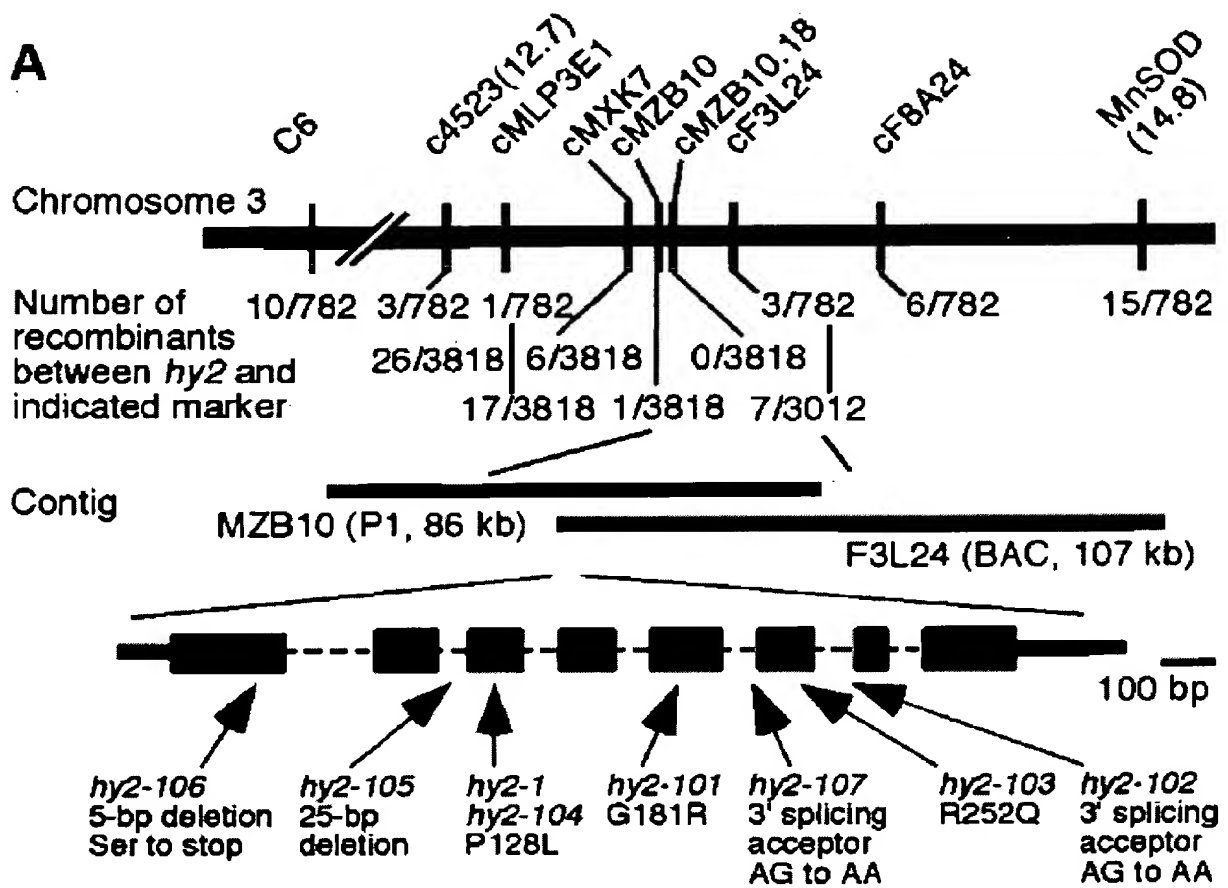 A
C6
c4523(12.7)
cMLP3E1
cMXK7
cMZB10
cMZB10.18
cF3L24
cF8A24
MnSOD
(14.8)
Chromosome 3
Number of
recombinants
between hy2 and
indicated marker
10/782 3/782 1/782 3/782 6/782 15/782
26/3818 6/3818 0/3818
17/3818 1/3818 7/3012
Contig
MZB10 (P1, 86 kb)
F3L24 (BAC, 107 kb)
100 bp
hy2-106
5-bp deletion
Ser to stop
hy2-105
25-bp
deletion
hy2-1
hy2-104
P128L
hy2-101
G181R
hy2-107
3' splicing
acceptor
AG to AA
hy2-103
R252Q
hy2-102
3' splicing
acceptor
AG to AA